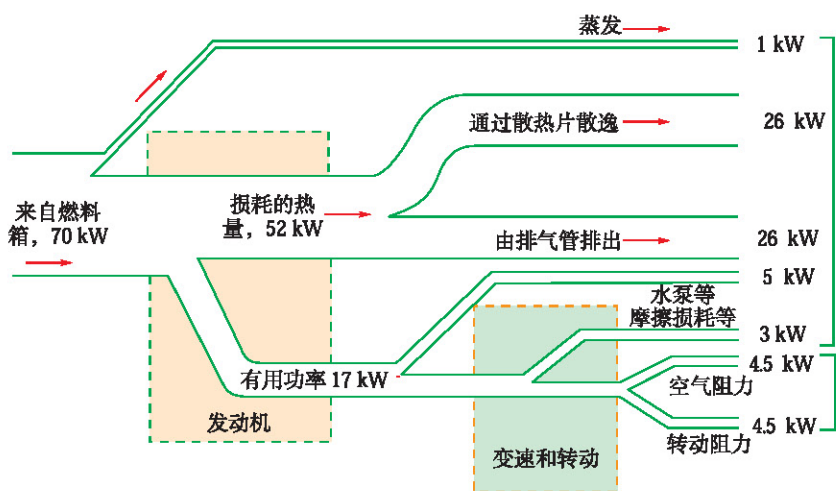 蒸发
1 kW
通过散热片散逸
26 kW
来自燃料
箱，70 kW
损耗的热
量，52 kW
由排气管排出
26 kW
5 kW
水泵等
摩擦损耗等
3 kW
有用功率 17 kW
4.5 kW
空气阻力
发动机
4.5 kW
转动阻力
变速和转动